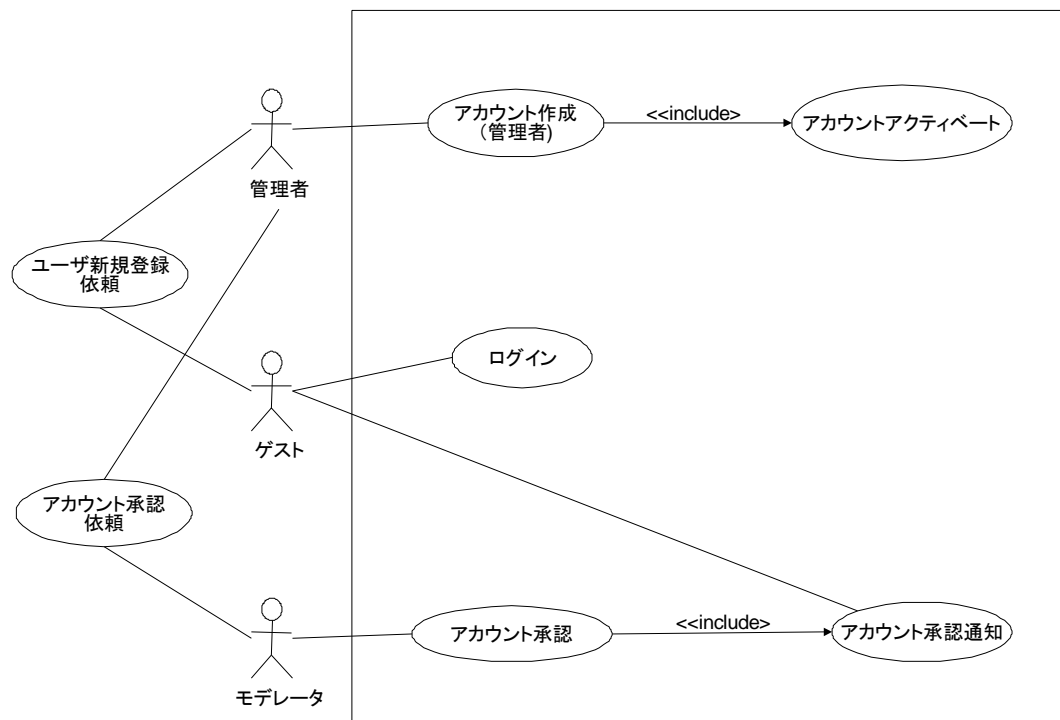 アカウント作成
（管理者)
<<include>
アカウントアクティベート
管理者
ユーザ新規登録
依頼
ログイン
ゲスト
アカウント承認
依頼
アカウント承認
<<include>
アカウント承認通知
モデレータ